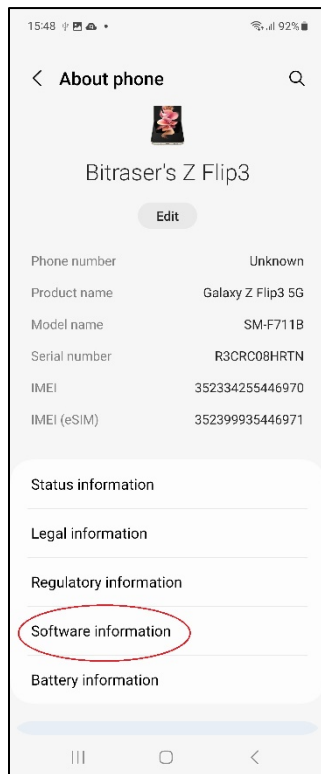 15:48 92%
About phone
Bitraser's Z Flip3
Edit
Phone number Unknown
Product name Galaxy Z Flip3 5G
Model name SM-F711B
Serial number R3CRC08HRTN
IMEI 352334255446970
IMEI (eSIM) 352399935446971
Status information
Legal information
Regulatory information
Software information
Battery information